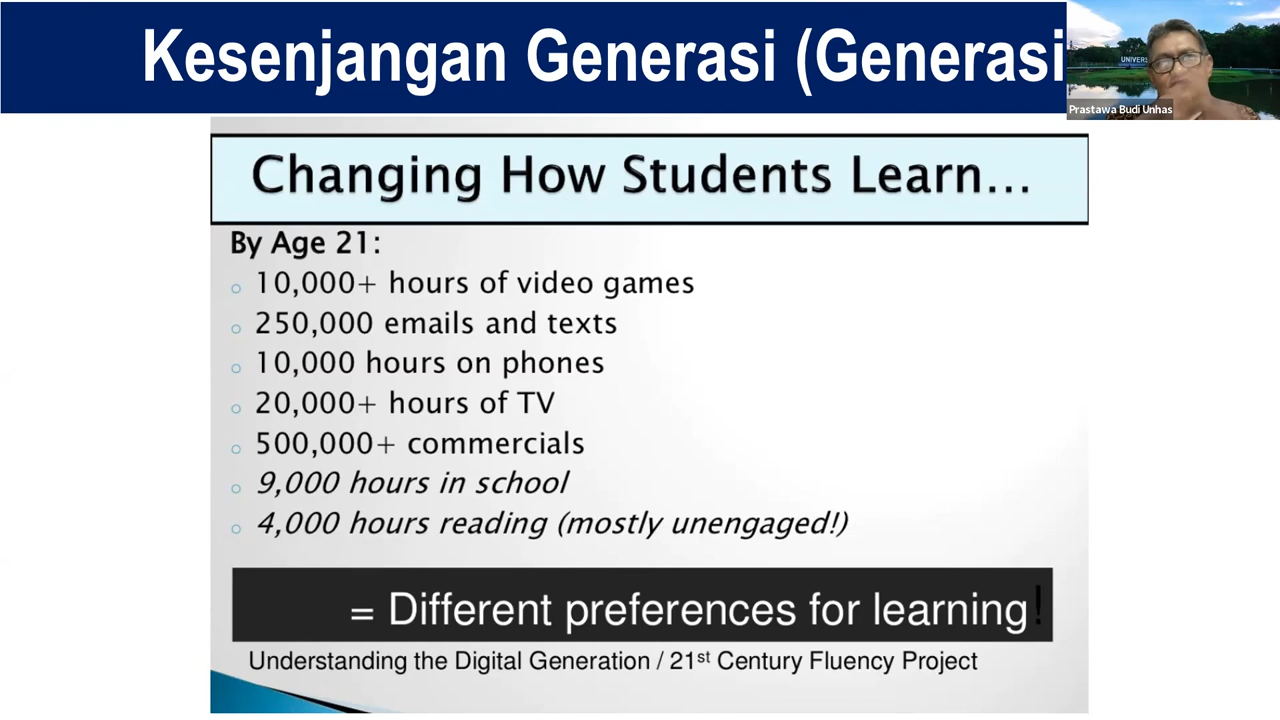 Kesenjangan Generasi (Generasi
UNIVERS
Prastawa Budi Unhas
Changing How Students Learn...
By Age 21:
10,000+ hours of video games
250,000 emails and texts
10,000 hours on phones
20,000+ hours of TV
500,000+ commercials
9,000 hours in school
4,000 hours reading (mostly unengaged!)
= Different preferences for learning!
Understanding the Digital Generation / 21st Century Fluency Project